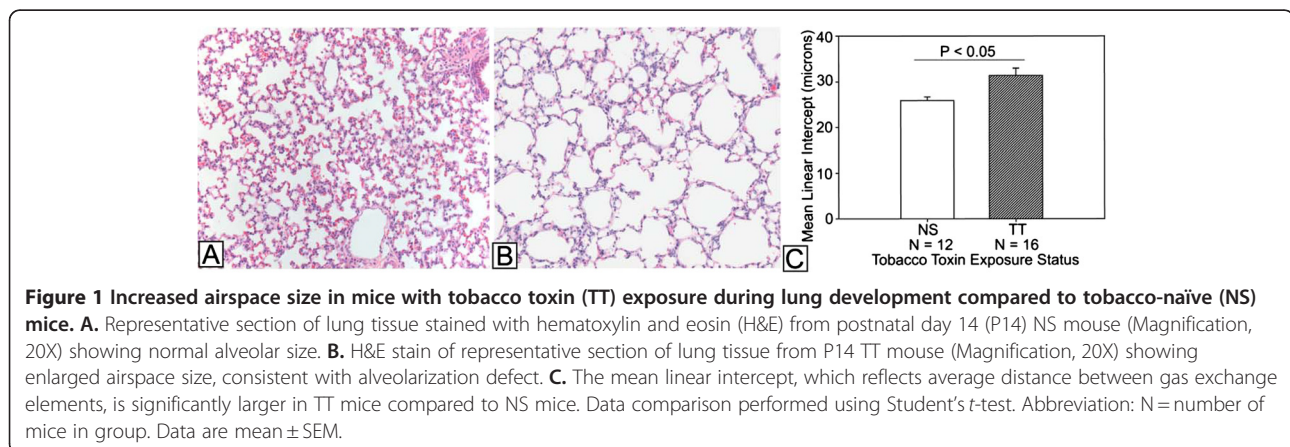 A
B
C
Mean Linear Intercept (microns)
40
30
20
10
0
P < 0.05
NS
TT
N = 12
N = 16
Tobacco Toxin Exposure Status
Figure 1 Increased airspace size in mice with tobacco toxin (TT) exposure during lung development compared to tobacco-naïve (NS)
mice. A. Representative section of lung tissue stained with hematoxylin and eosin (H&E) from postnatal day 14 (P14) NS mouse (Magnification,
20X) showing normal alveolar size. B. H&E stain of representative section of lung tissue from P14 TT mouse (Magnification, 20X) showing
enlarged airspace size, consistent with alveolarization defect. C. The mean linear intercept, which reflects average distance between gas exchange
elements, is significantly larger in TT mice compared to NS mice. Data comparison performed using Student's t-test. Abbreviation: N = number of
mice in group. Data are mean ± SEM.